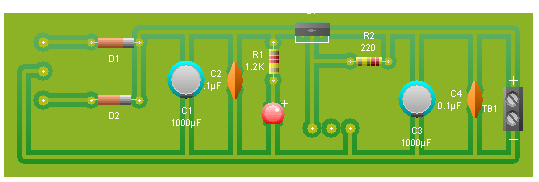 D1
D2
C1
1000µF
C2
.1µF
R1
1.2K
+
R2
220
C3
1000µF
C4
0.1µF
TB1
+
−